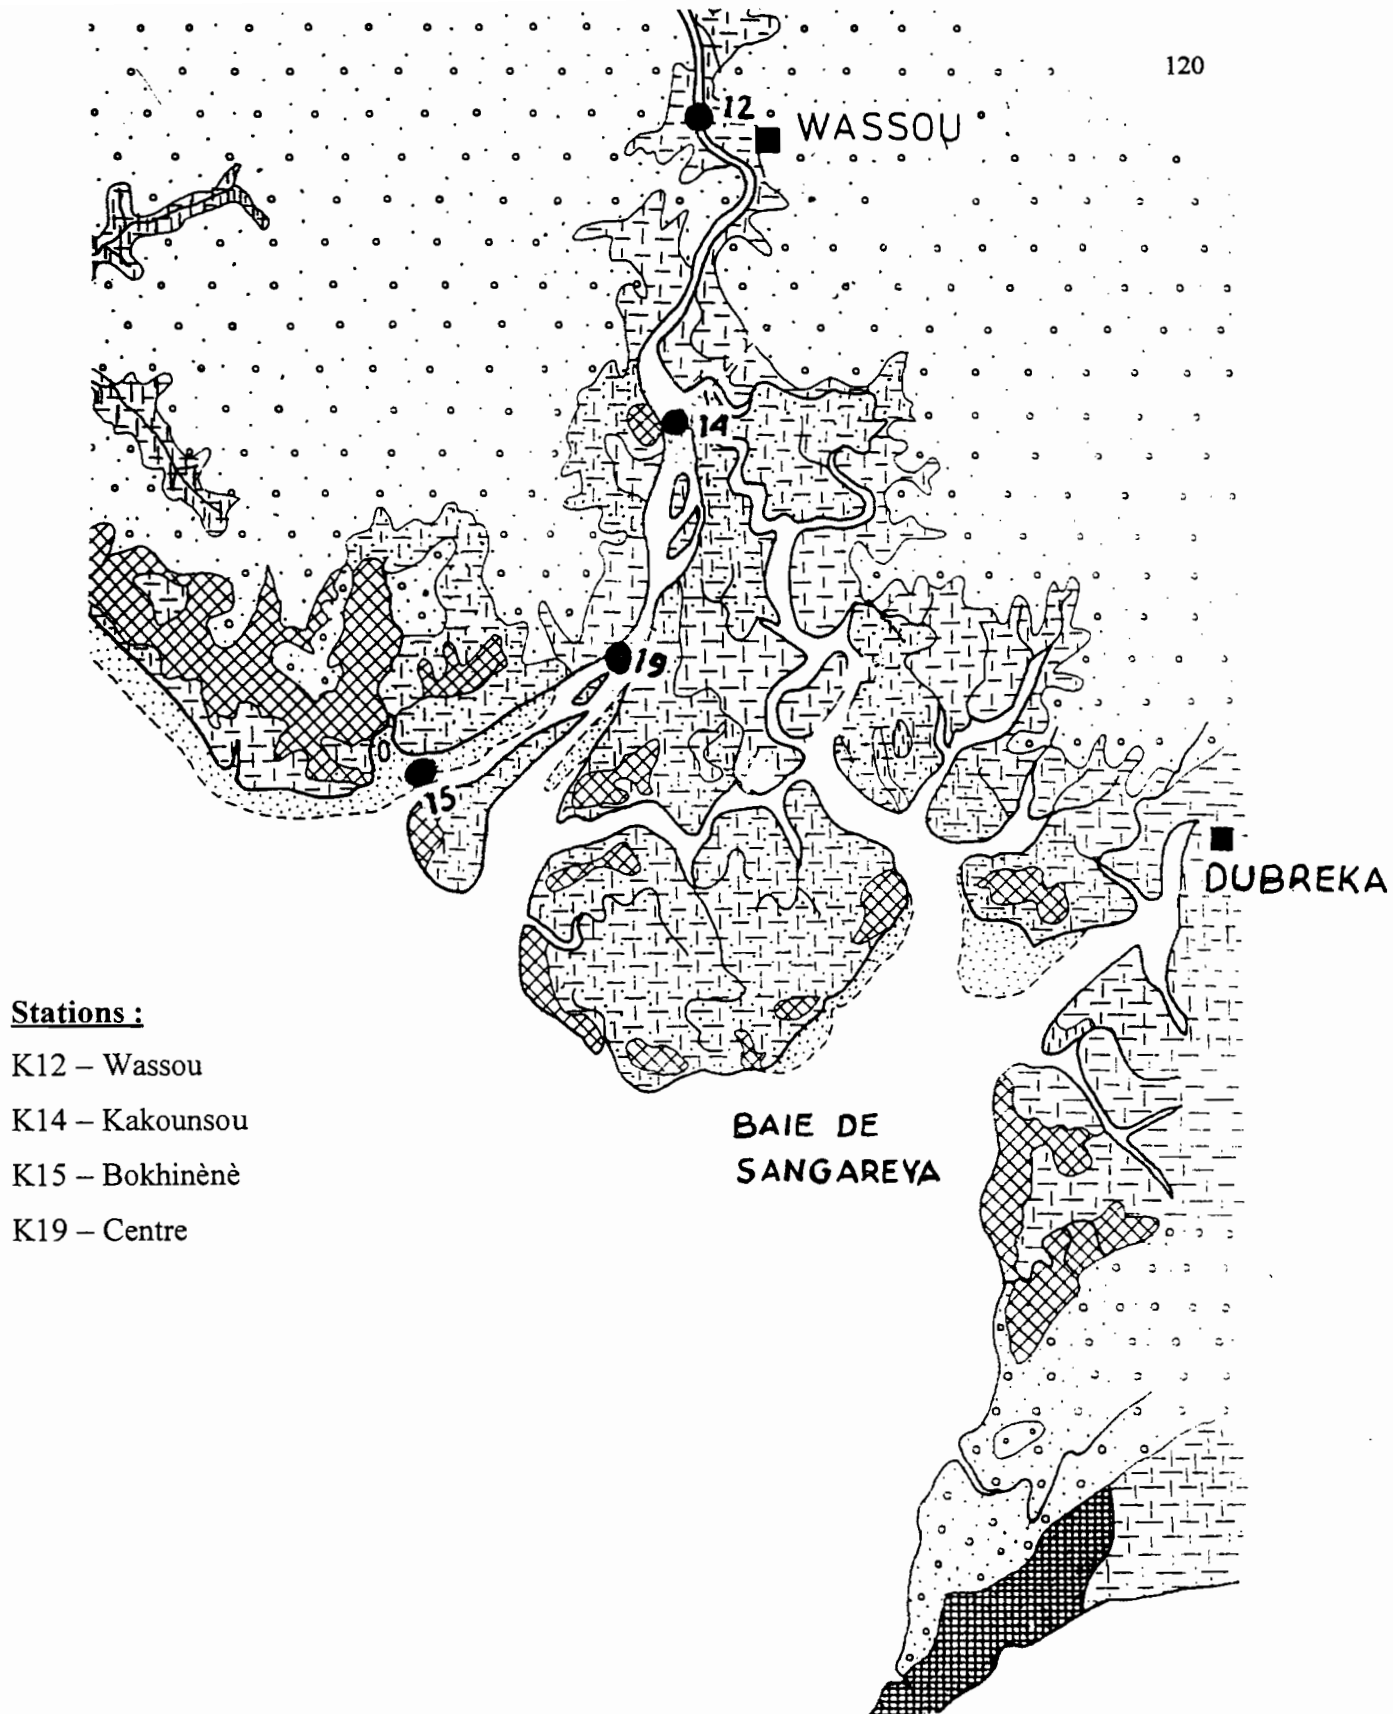 120
12
WASSOU
14
19
15
DUBREKA
Stations :
K12 – Wassou
K14 – Kakounsou
K15 – Bokhinènè
K19 – Centre
BAIE DE
SANGAREYA